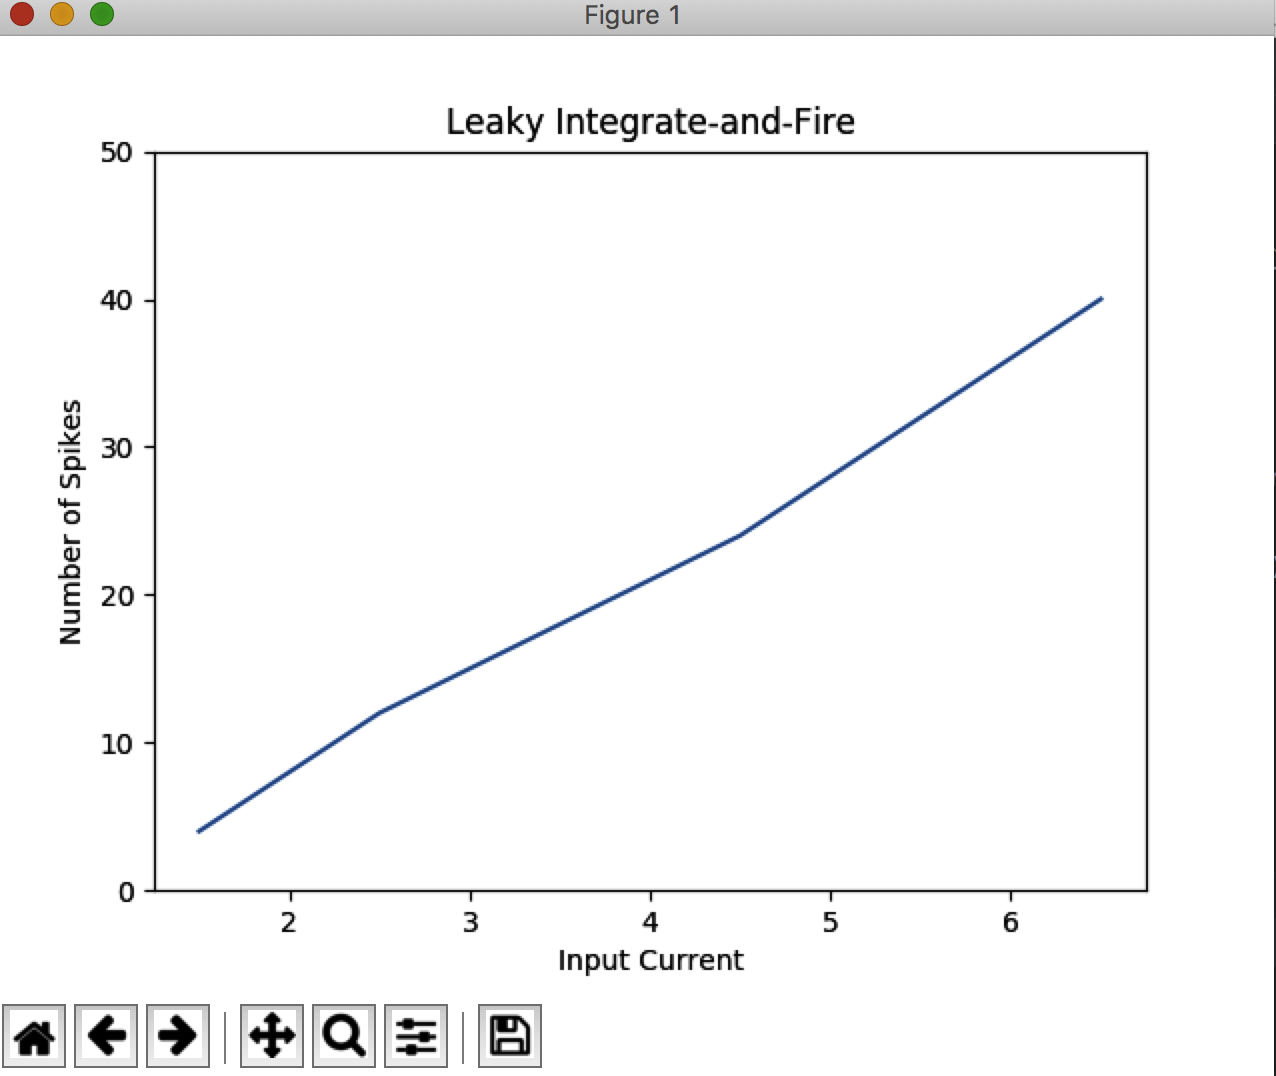 Figure 1
Leaky Integrate-and-Fire
50
40
30
20
10
0
Number of Spikes
2 3 4 5 6
Input Current